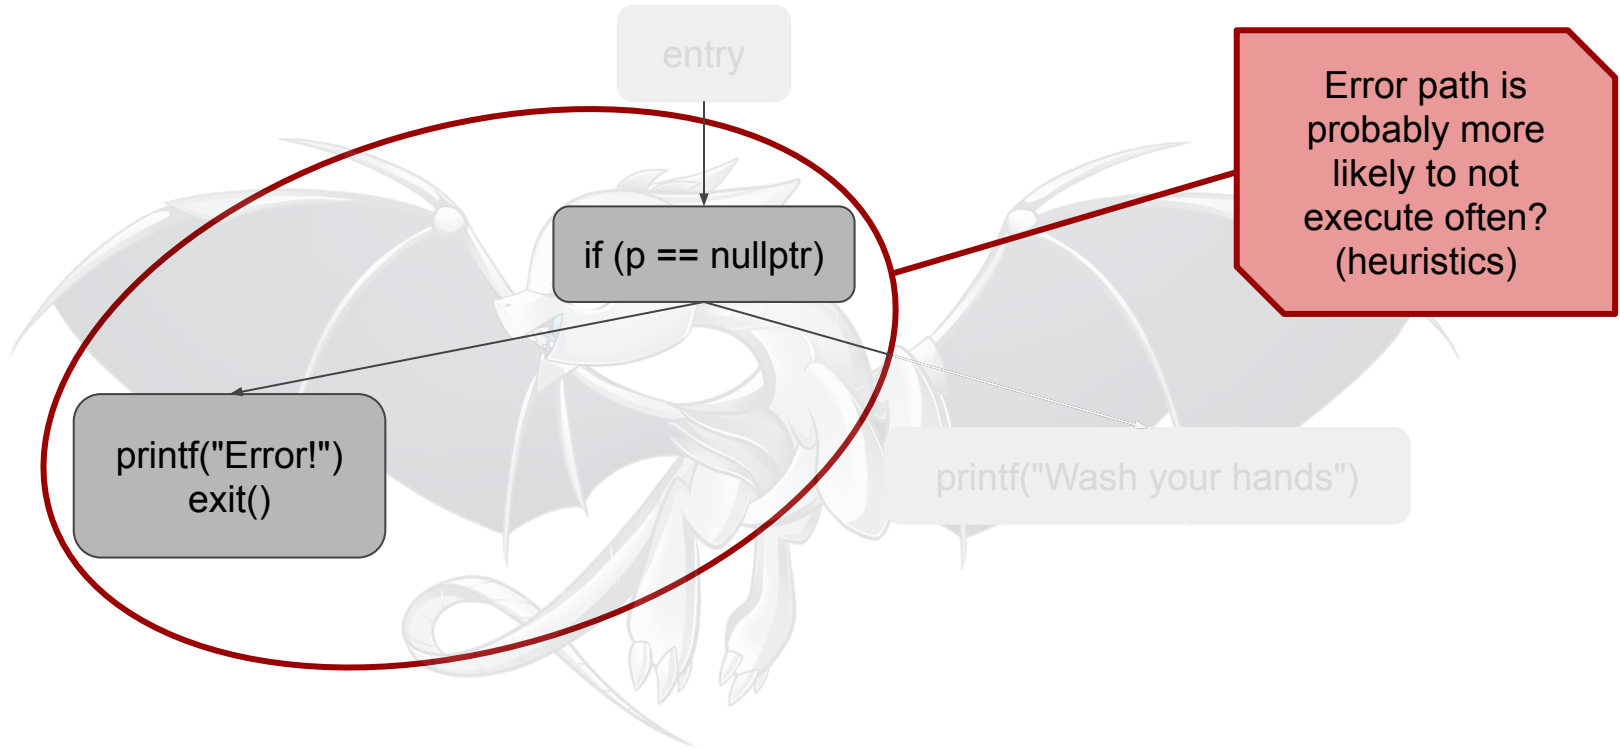 entry
Error path is
probably more
likely to not
execute often?
(heuristics)
if (p == nullptr)
printf("Error!")
exit()
printf("Wash your hands")